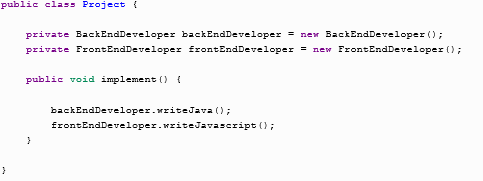 public class Project {
private BackEndDeveloper backEndDeveloper = new BackEndDeveloper();
private FrontEndDeveloper frontEndDeveloper = new FrontEndDeveloper();
public void implement() {
backEndDeveloper.writeJava();
frontEndDeveloper.writeJavascript();
}
}